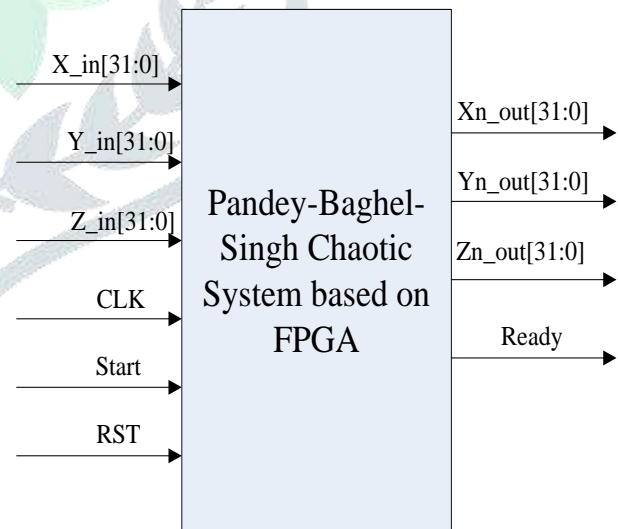 X_in[31:0]
Y_in[31:0]
Z_in[31:0]
CLK
Start
RST
Pandey-Baghel-
Singh Chaotic
System based on
FPGA
Xn_out[31:0]
Yn_out[31:0]
Zn_out[31:0]
Ready